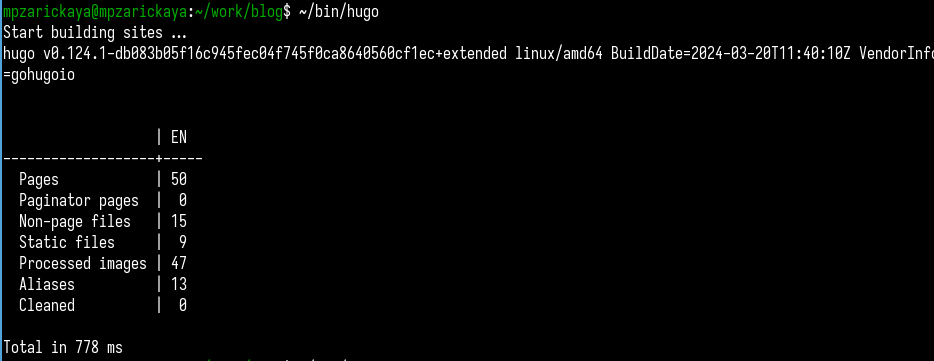 mpzarickaya@mpzarickaya:~/work/blog$ ~/bin/hugo
Start building sites …
hugo v0.124.1-db083b05f16c945fec04f745f0ca8640560cf1ec+extended linux/amd64 BuildDate=2024-03-20T11:40:10Z VendorInfo
=gohugoio
                   | EN
-------------------+-----
  Pages            | 50
  Paginator pages  |  0
  Non-page files   | 15
  Static files     |  9
  Processed images | 47
  Aliases          | 13
  Cleaned          |  0
Total in 778 ms